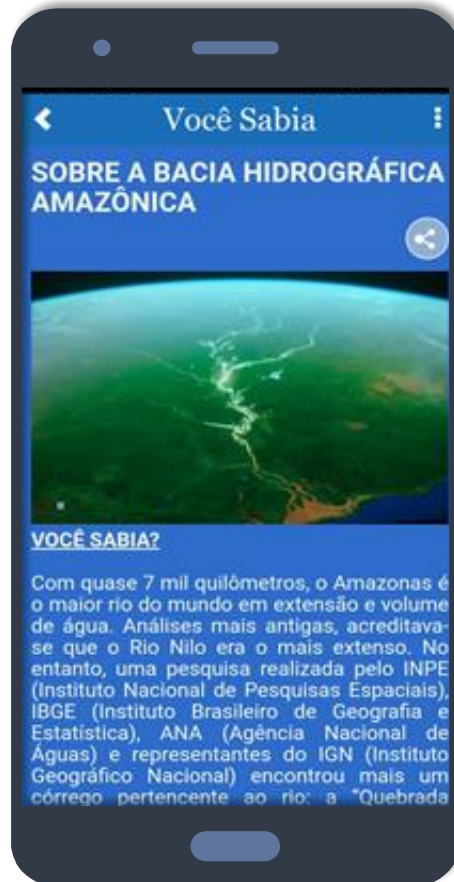 Você Sabia
SOBRE A BACIA HIDROGRÁFICA
AMAZÔNICA
VOCÊ SABIA?
Com quase 7 mil quilômetros, o Amazonas é
o maior rio do mundo em extensão e volume
de água. Análises mais antigas, acreditava-
se que o Rio Nilo era o mais extenso. No
entanto, uma pesquisa realizada pelo INPE
(Instituto Nacional de Pesquisas Espaciais),
IBGE (Instituto Brasileiro de Geografia e
Estatística), ANA (Agência Nacional de
Águas) e representantes do IGN (Instituto
Geográfico Nacional) encontrou mais um
córrego pertencente ao rio: a “Quebrada